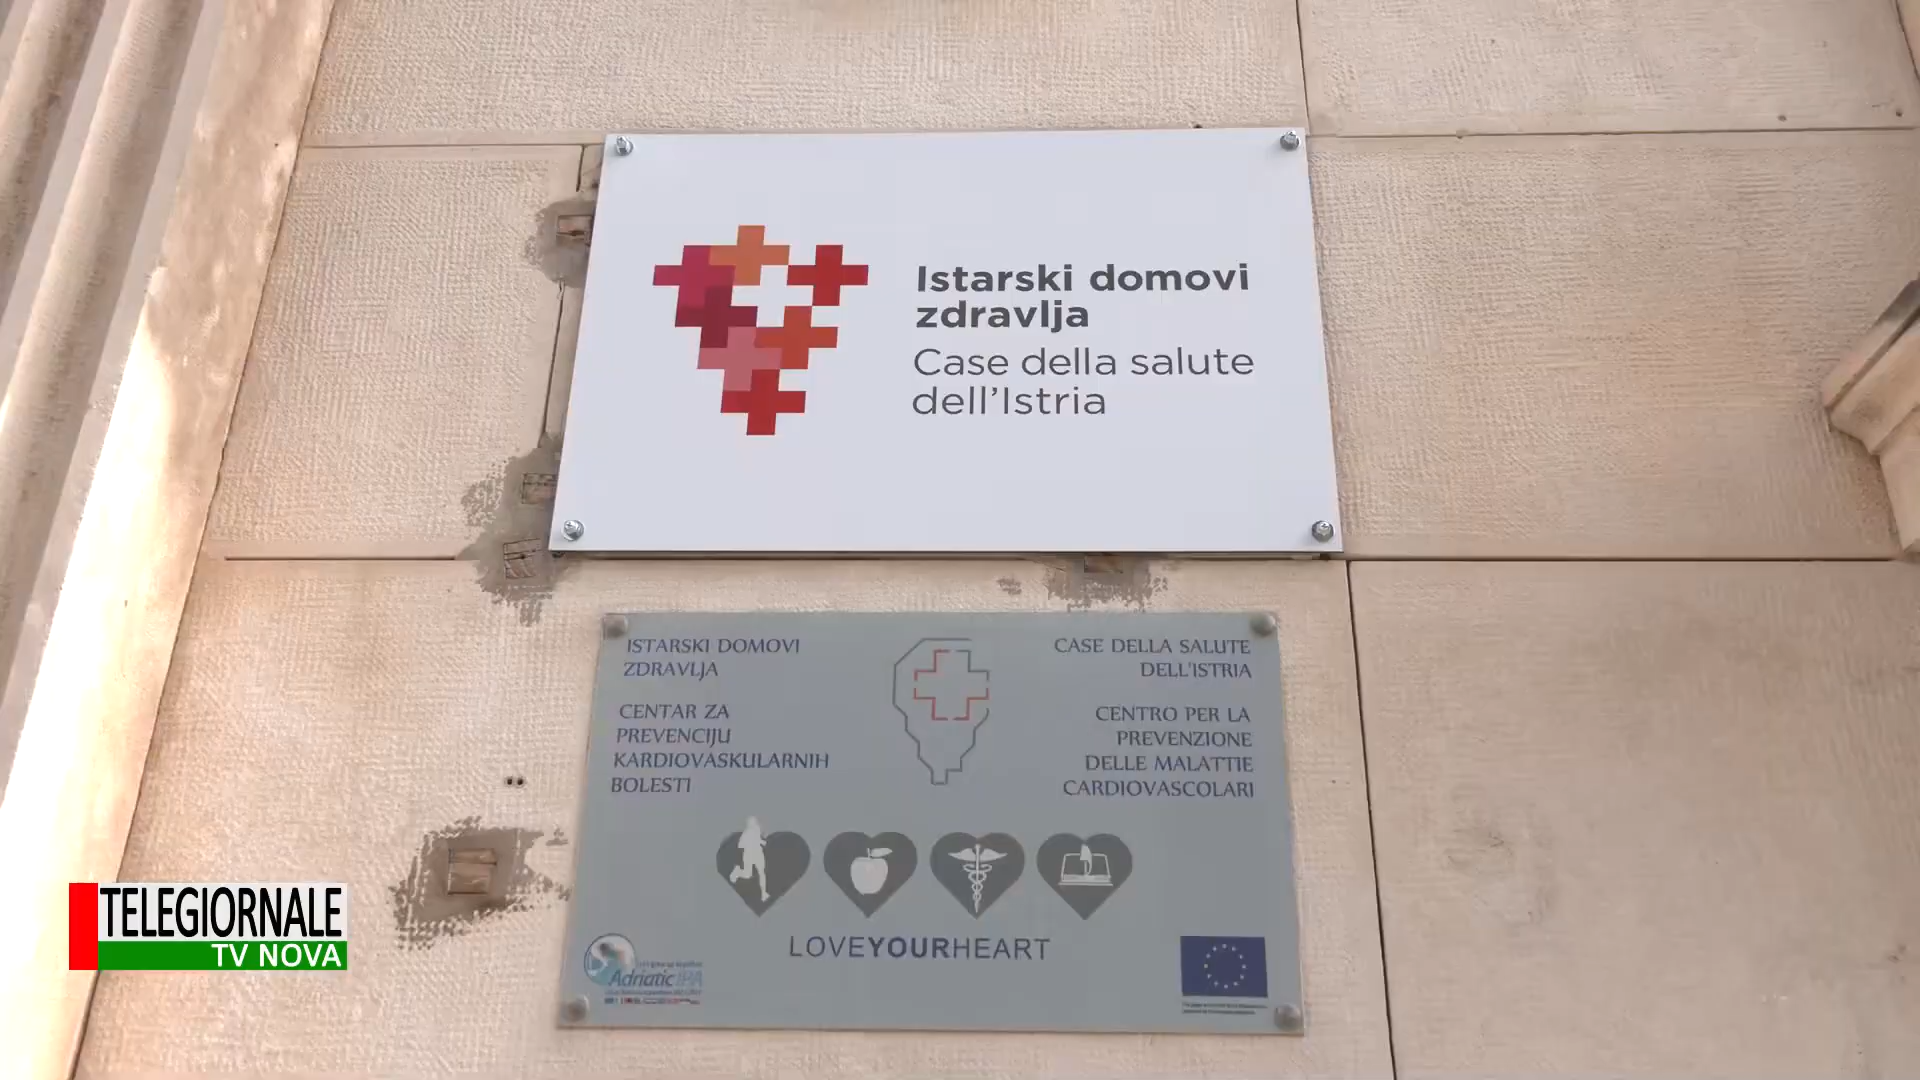 Istarski domovi
zdravlja
Case della salute
dell'Istria
ISTARSKI DOMOVI
ZDRAVLJA
CENTAR ZA
PREVENCIJU
KARDIOVASKULARNIH
BOLESTI
CASE DELLA SALUTE
DELL'ISTRIA
CENTRO PER LA
PREVENZIONE
DELLE MALATTIE
CARDIOVASCOLARI
LOVEYOURHEART
Adriatic IPA
TELEGIORNALE
TV NOVA